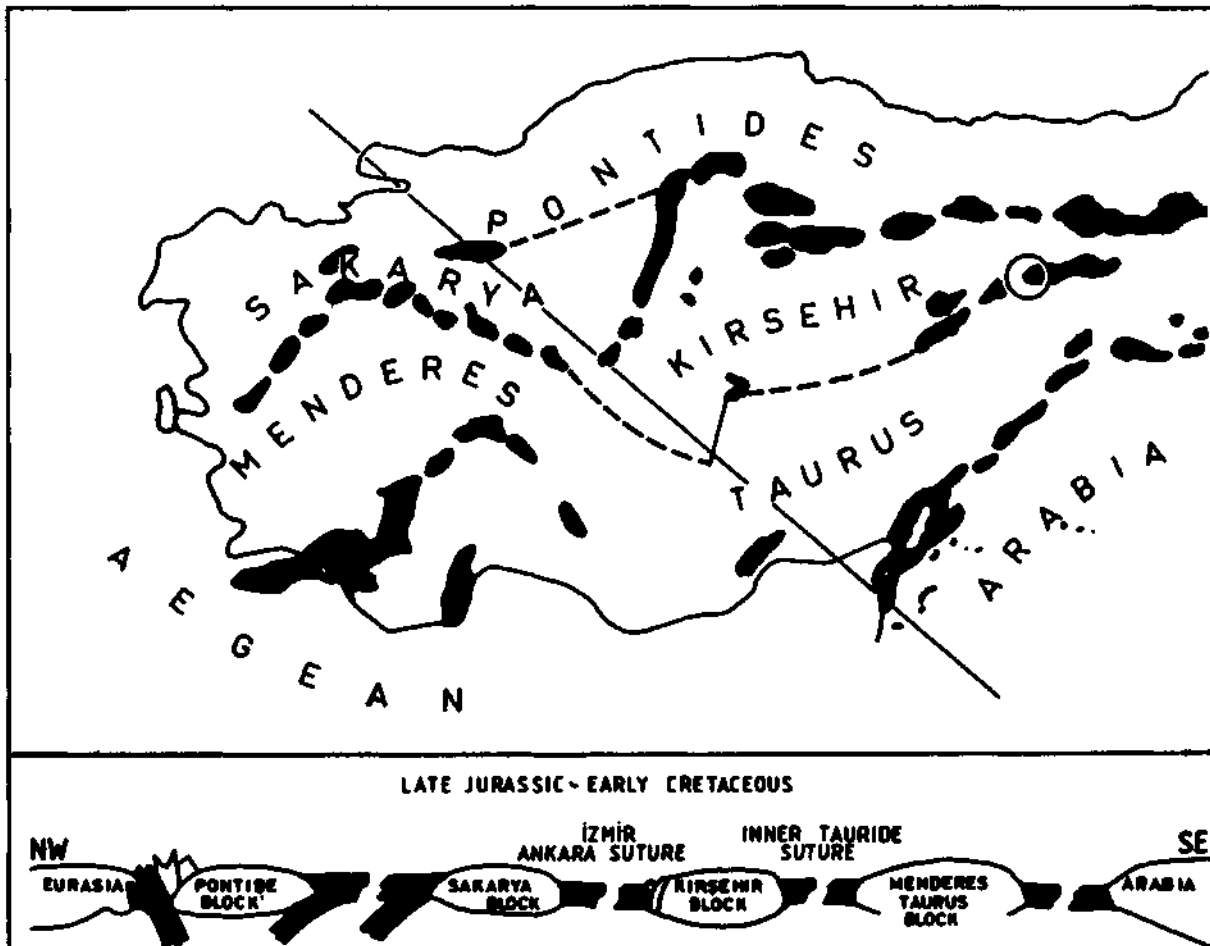 PONTIDES
SAKARYA
KIRSEHIR
MENDERES
TAURUS
ARABIA
AEGEAN
LATE JURASSIC - EARLY CRETACEOUS
NW
İZMİR
ANKARA SUTURE
INNER TAURIDE
SUTURE
SE
EURASIA
PONTIDE
BLOCK'
SAKARYA
BLOCK
KIRŞEHIR
BLOCK
MENDERES
TAURUS
BLOCK
ARABIA